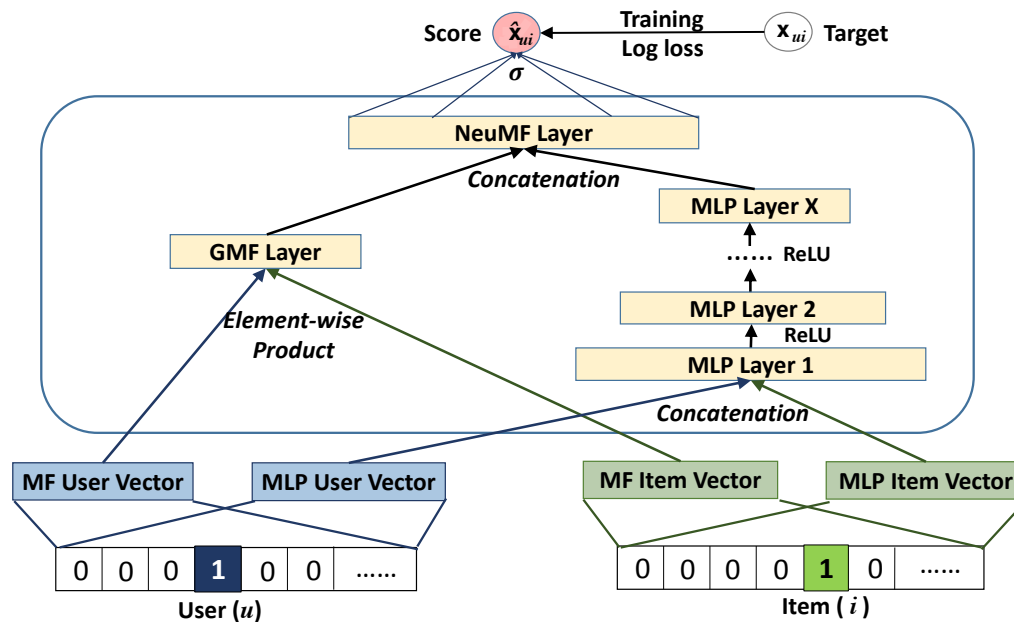 Score
x̂ui
Training
Log loss
xui
Target
σ
NeuMF Layer
Concatenation
MLP Layer X
GMF Layer
...... ReLU
Element-wise
Product
MLP Layer 2
ReLU
MLP Layer 1
Concatenation
MF User Vector
MLP User Vector
MF Item Vector
MLP Item Vector
0 0 0 1 0 0 ......
0 0 0 0 1 0 ......
User (u)
Item ( i )